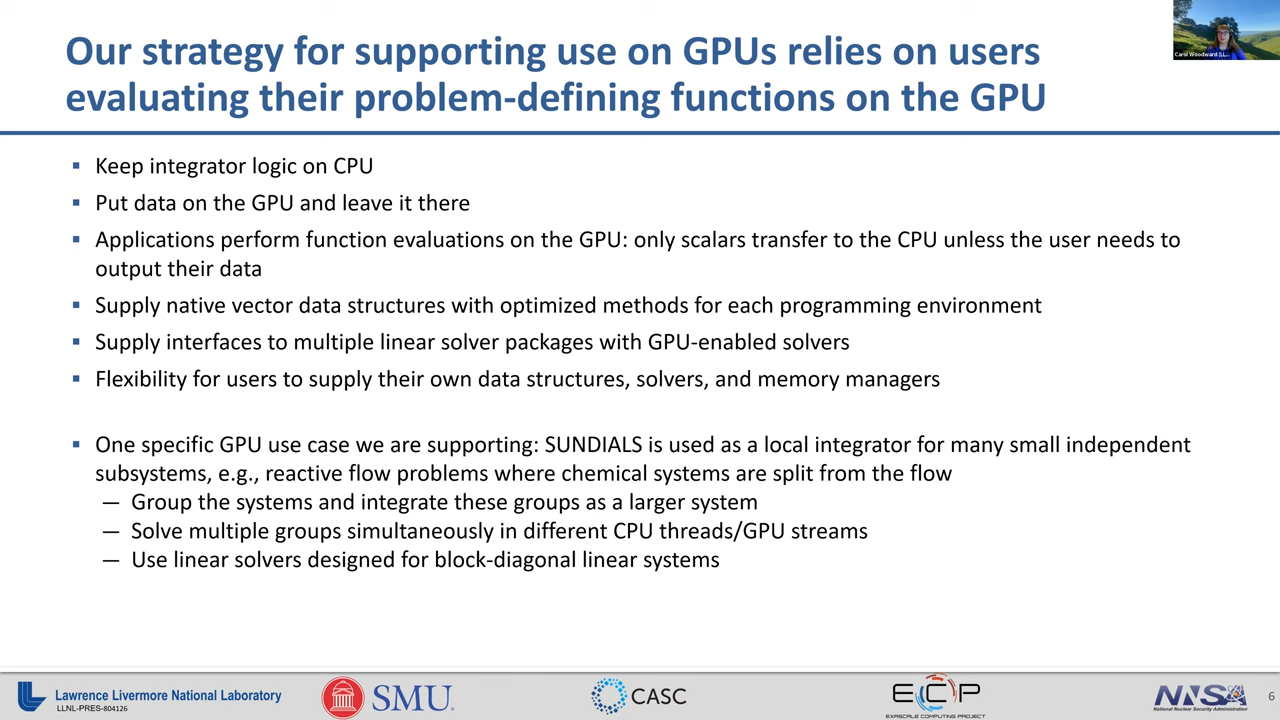 Our strategy for supporting use on GPUs relies on users
evaluating their problem-defining functions on the GPU
Carol Woodward (LL...
▪ Keep integrator logic on CPU
▪ Put data on the GPU and leave it there
▪ Applications perform function evaluations on the GPU: only scalars transfer to the CPU unless the user needs to
output their data
▪ Supply native vector data structures with optimized methods for each programming environment
▪ Supply interfaces to multiple linear solver packages with GPU-enabled solvers
▪ Flexibility for users to supply their own data structures, solvers, and memory managers
▪ One specific GPU use case we are supporting: SUNDIALS is used as a local integrator for many small independent
subsystems, e.g., reactive flow problems where chemical systems are split from the flow
— Group the systems and integrate these groups as a larger system
— Solve multiple groups simultaneously in different CPU threads/GPU streams
— Use linear solvers designed for block-diagonal linear systems
Lawrence Livermore National Laboratory
LLNL-PRES-804126
SMU®
CASC
ECP
EXASCALE COMPUTING PROJECT
NNSA
National Nuclear Security Administration
6